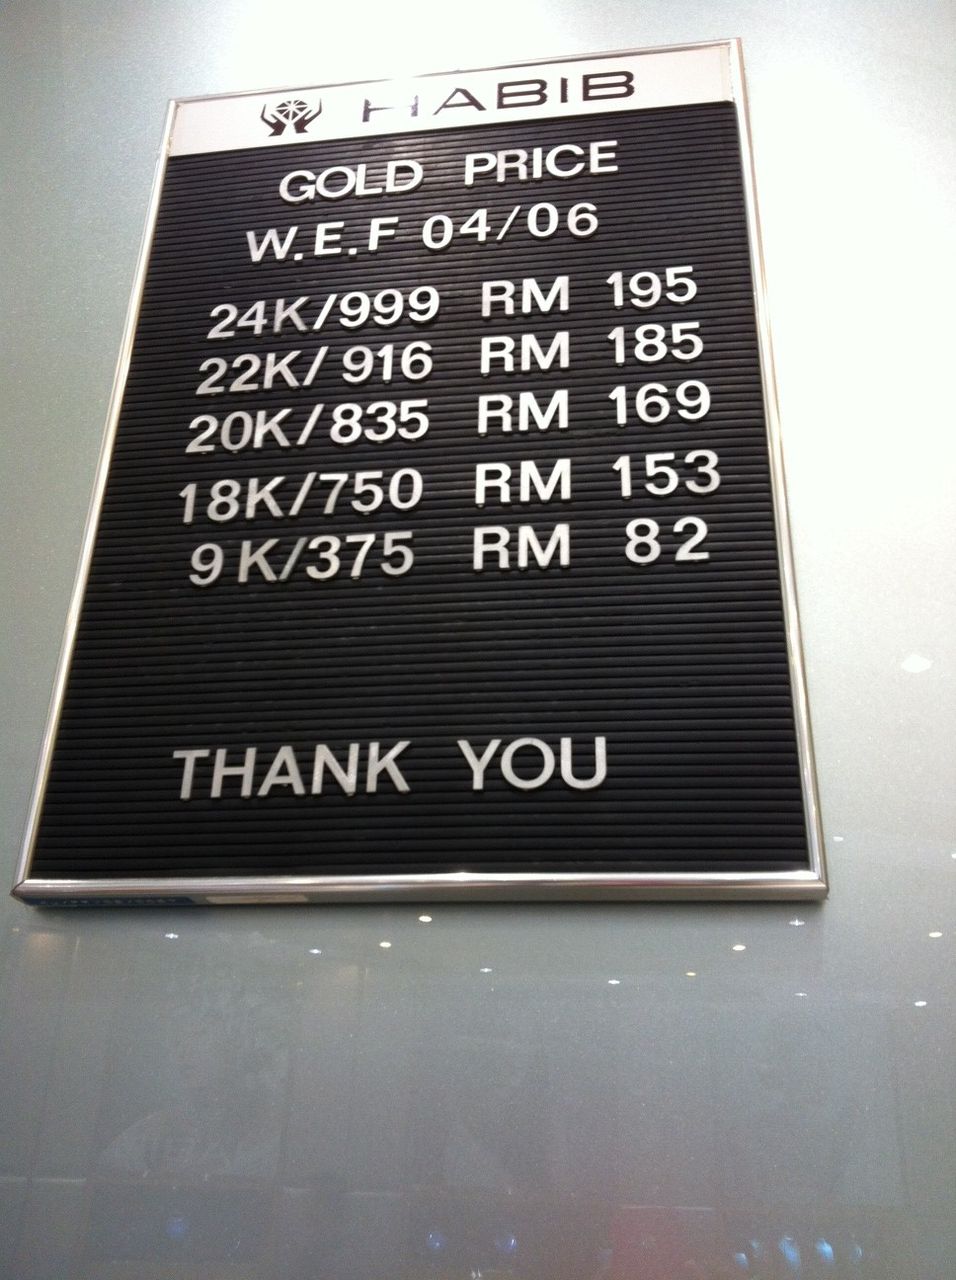 HABIB
GOLD PRICE
W.E.F 04/06
24K/999 RM 195
22K/916 RM 185
20K/835 RM 169
18K/750 RM 153
9K/375 RM 82
THANK YOU